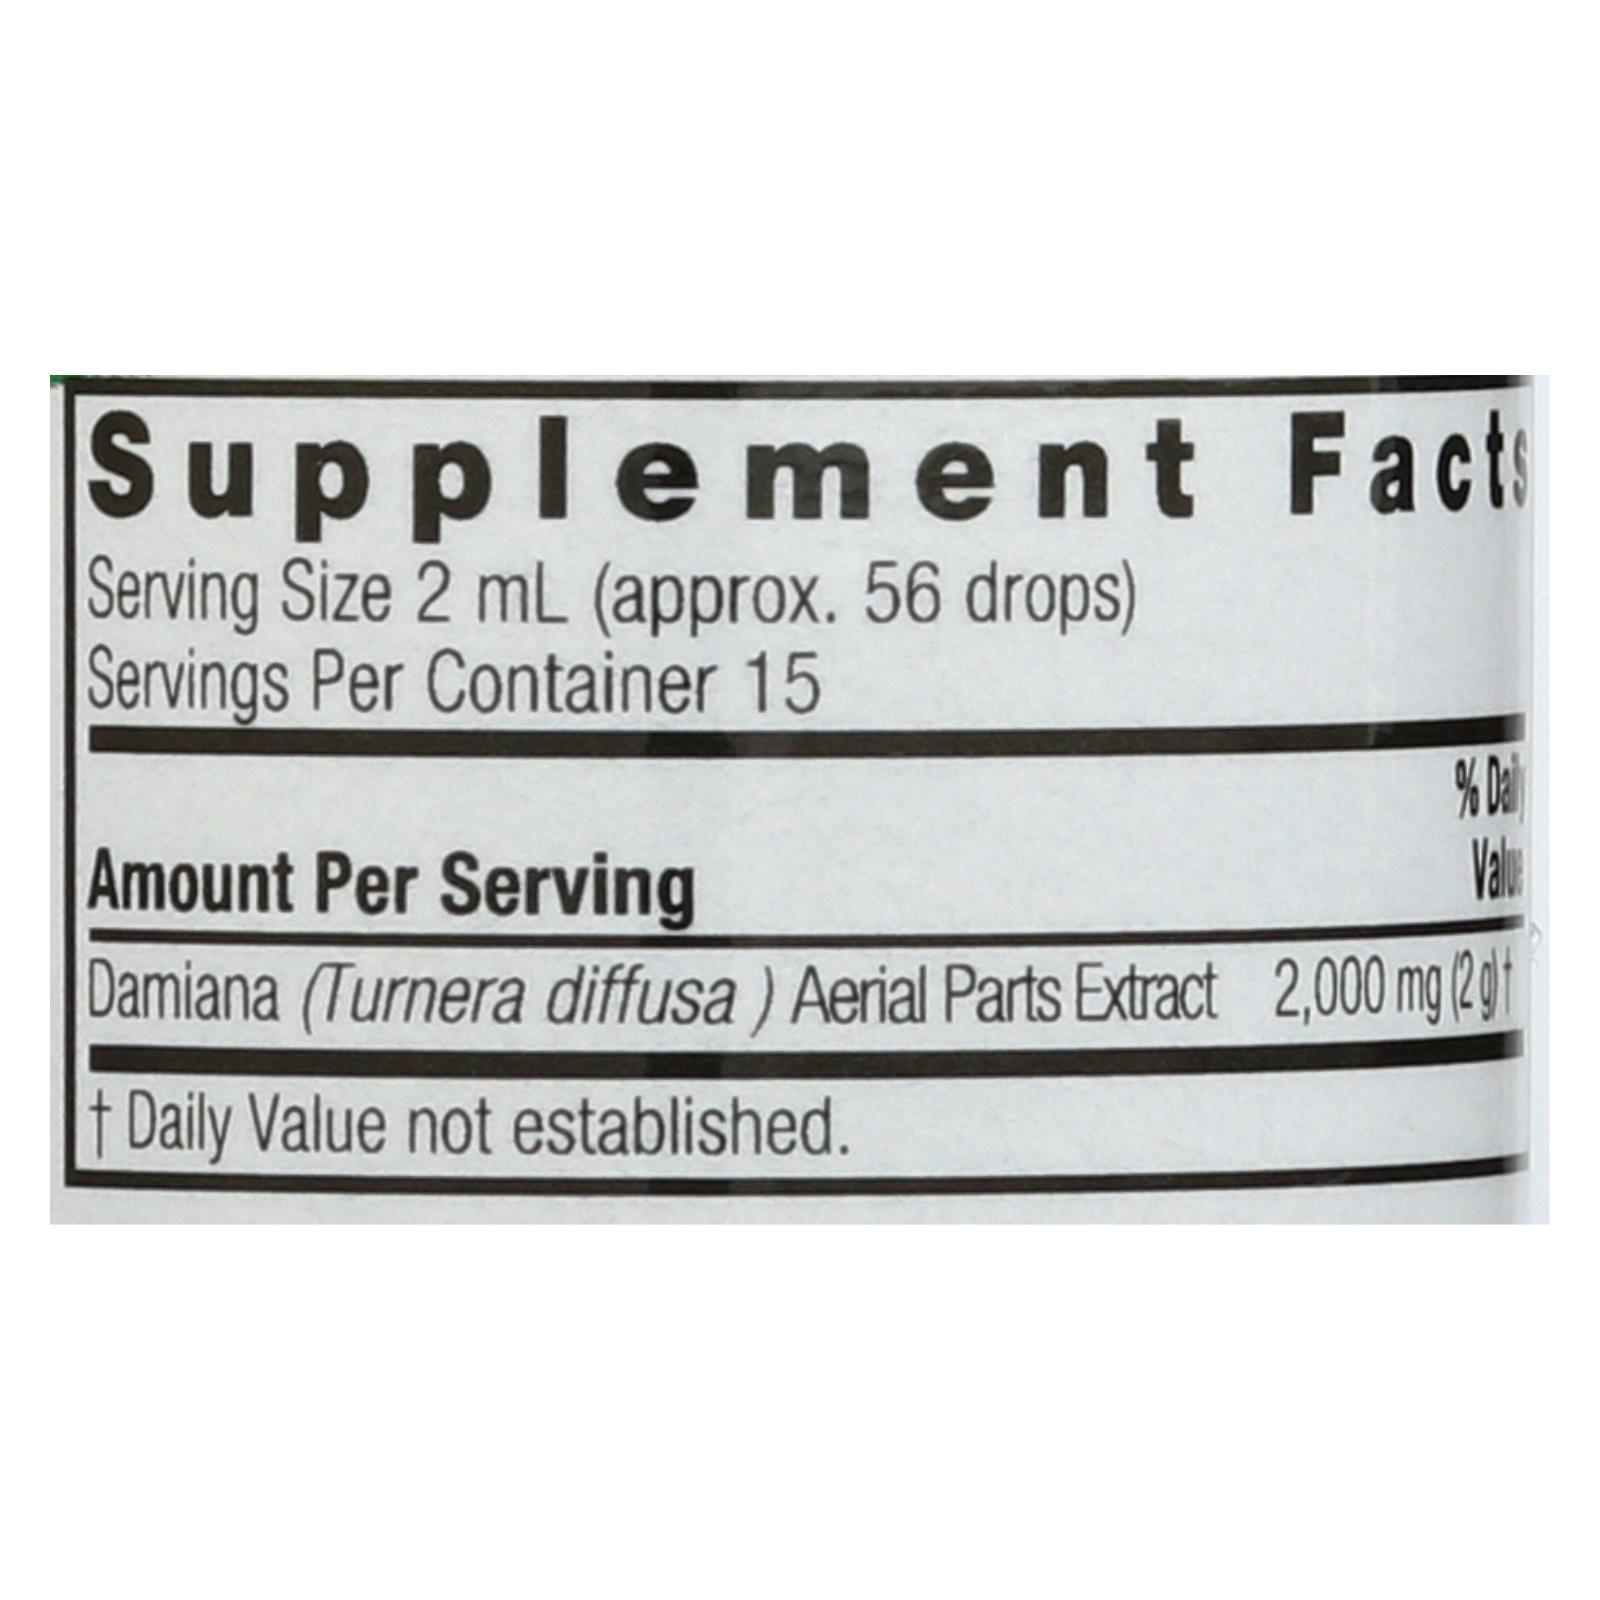 Supplement Facts
Serving Size 2 mL (approx. 56 drops)
Servings Per Container 15
% Daily
Value
Amount Per Serving
Damiana (Turnera diffusa ) Aerial Parts Extract 2,000 mg (2 g) †
† Daily Value not established.